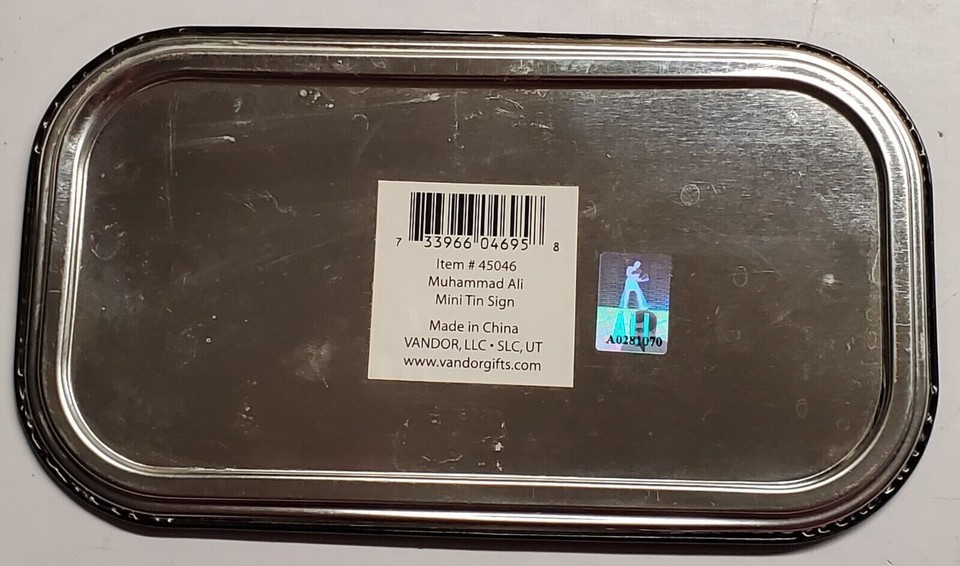 7 33966 04695 8
Item # 45046
Muhammad Ali
Mini Tin Sign
Made in China
VANDOR, LLC • SLC, UT
www.vandorgifts.com
ALI
A0281070